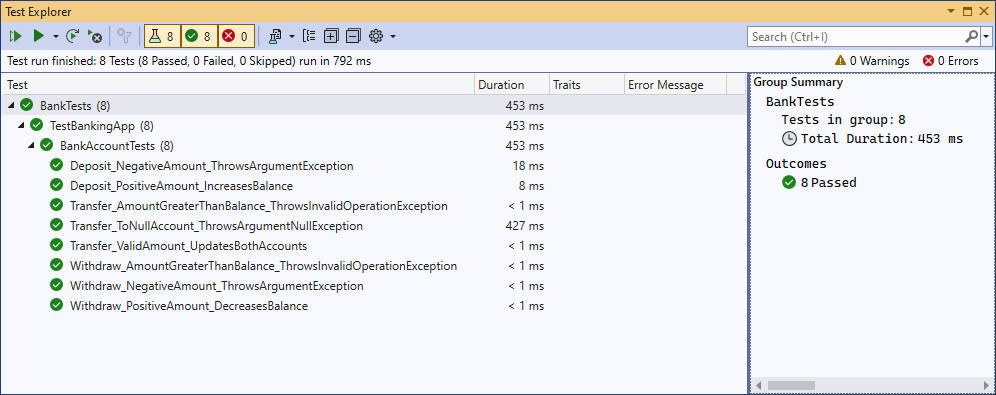 Test Explorer
8 8 0
Search (Ctrl+I)
Test run finished: 8 Tests (8 Passed, 0 Failed, 0 Skipped) run in 792 ms
0 Warnings 0 Errors
Test Duration Traits Error Message
BankTests (8) 453 ms
TestBankingApp (8) 453 ms
BankAccountTests (8) 453 ms
Deposit_NegativeAmount_ThrowsArgumentException 18 ms
Deposit_PositiveAmount_IncreasesBalance 8 ms
Transfer_AmountGreaterThanBalance_ThrowsInvalidOperationException < 1 ms
Transfer_ToNullAccount_ThrowsArgumentNullException 427 ms
Transfer_ValidAmount_UpdatesBothAccounts < 1 ms
Withdraw_AmountGreaterThanBalance_ThrowsInvalidOperationException < 1 ms
Withdraw_NegativeAmount_ThrowsArgumentException < 1 ms
Withdraw_PositiveAmount_DecreasesBalance < 1 ms
Group Summary
BankTests
Tests in group: 8
Total Duration: 453 ms
Outcomes
8 Passed